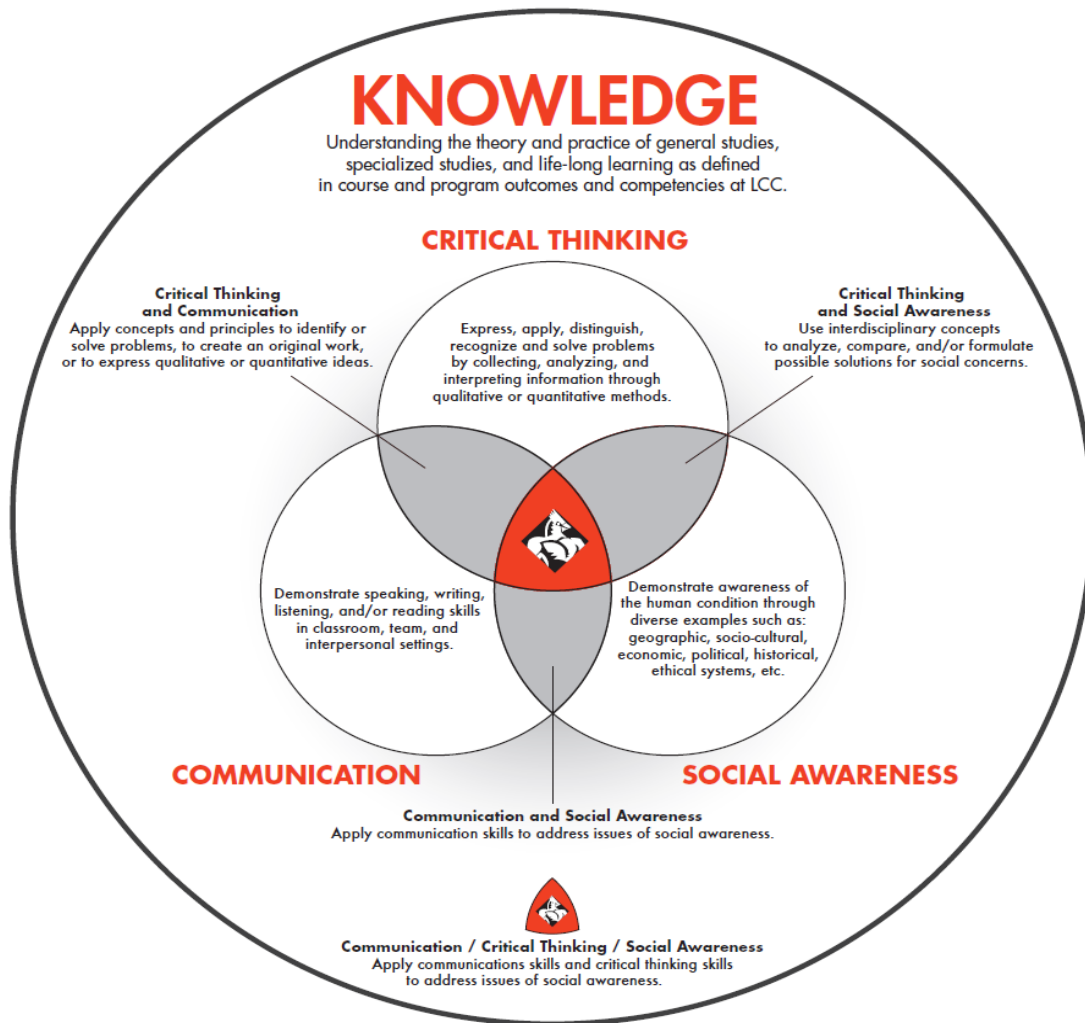 KNOWLEDGE
Understanding the theory and practice of general studies,
specialized studies, and life-long learning as defined
in course and program outcomes and competencies at LCC.
CRITICAL THINKING
Critical Thinking
and Communication
Apply concepts and principles to identify or
solve problems, to create an original work,
or to express qualitative or quantitative ideas.
Express, apply, distinguish,
recognize and solve problems
by collecting, analyzing, and
interpreting information through
qualitative or quantitative methods.
Critical Thinking
and Social Awareness
Use interdisciplinary concepts
to analyze, compare, and/or formulate
possible solutions for social concerns.
Demonstrate speaking, writing,
listening, and/or reading skills
in classroom, team, and
interpersonal settings.
Demonstrate awareness of
the human condition through
diverse examples such as:
geographic, socio-cultural,
economic, political, historical,
ethical systems, etc.
COMMUNICATION
SOCIAL AWARENESS
Communication and Social Awareness
Apply communication skills to address issues of social awareness.
Communication / Critical Thinking / Social Awareness
Apply communications skills and critical thinking skills
to address issues of social awareness.